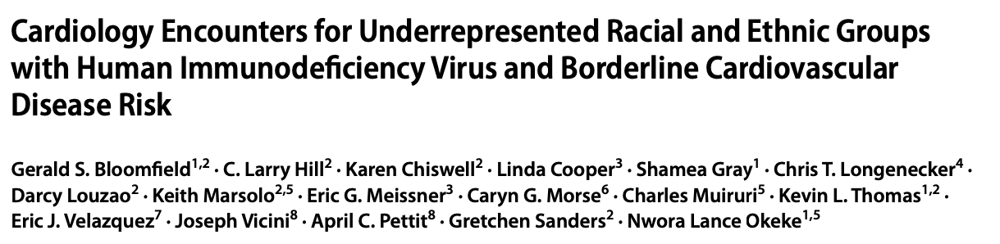 Cardiology Encounters for Underrepresented Racial and Ethnic Groups
with Human Immunodeficiency Virus and Borderline Cardiovascular
Disease Risk
Gerald S. Bloomfield1,2 · C. Larry Hill2 · Karen Chiswell2 · Linda Cooper3 · Shamea Gray1 · Chris T. Longenecker4 ·
Darcy Louzao2 · Keith Marsolo2,5 · Eric G. Meissner3 · Caryn G. Morse6 · Charles Muiruri5 · Kevin L. Thomas1,2 ·
Eric J. Velazquez7 · Joseph Vicini8 · April C. Pettit8 · Gretchen Sanders2 · Nwora Lance Okeke1,5